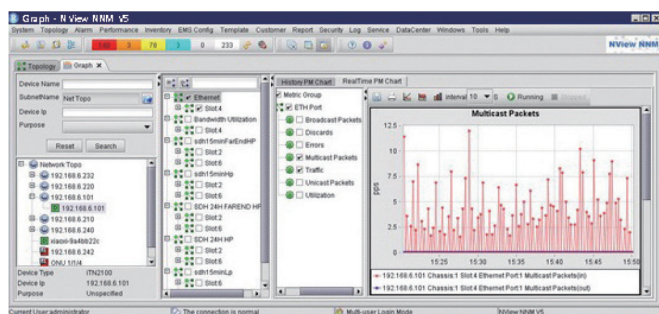 Graph - NView NNM V5
System Topology Alarm Performance Inventory EMS Config Template Customer Report Security Log Service DataCenter Windows Tools Help
3 79 3 0 233
NView NNM
Topology Graph
Device Name
SubnetName Net Topo
Device Ip
Purpose
Reset Search
Network Topo
192.168.6.232
192.168.6.220
192.168.6.101
192.168.6.101
192.168.6.210
192.168.6.240
xiaoxi-9a4bb22c
192.168.6.242
ONU 1/1/4
Device Type iTN2100
Device Ip 192.168.6.101
Purpose Unspecified
Ethernet
Slot:4
Bandwidth Utilization
Slot:4
sdh15minFarEndHP
Slot:2
Slot:6
sdh15minHp
Slot:2
Slot:6
SDH 24H FAREND HP
Slot:2
Slot:6
SDH 24H HP
Slot:2
Slot:6
sdh15minLp
Slot:2
Slot:6
History PM Chart RealTime PM Chart
Metric Group
ETH Port
Broadcast Packets
Discards
Errors
Multicast Packets
Traffic
Unicast Packets
Utilization
interval 10 S Running Stopped
Multicast Packets
12.5
10.0
7.5
5.0
2.5
0
pps
15:25 15:30 15:35 15:40 15:45 15:50
192.168.6.101 Chassis:1 Slot:4 Ethernet Port:1 Multicast Packets(in)
192.168.6.101 Chassis:1 Slot:4 Ethernet Port:1 Multicast Packets(out)
Current User:administrator The connection is normal Multi-user Login Mode NView NNM V5